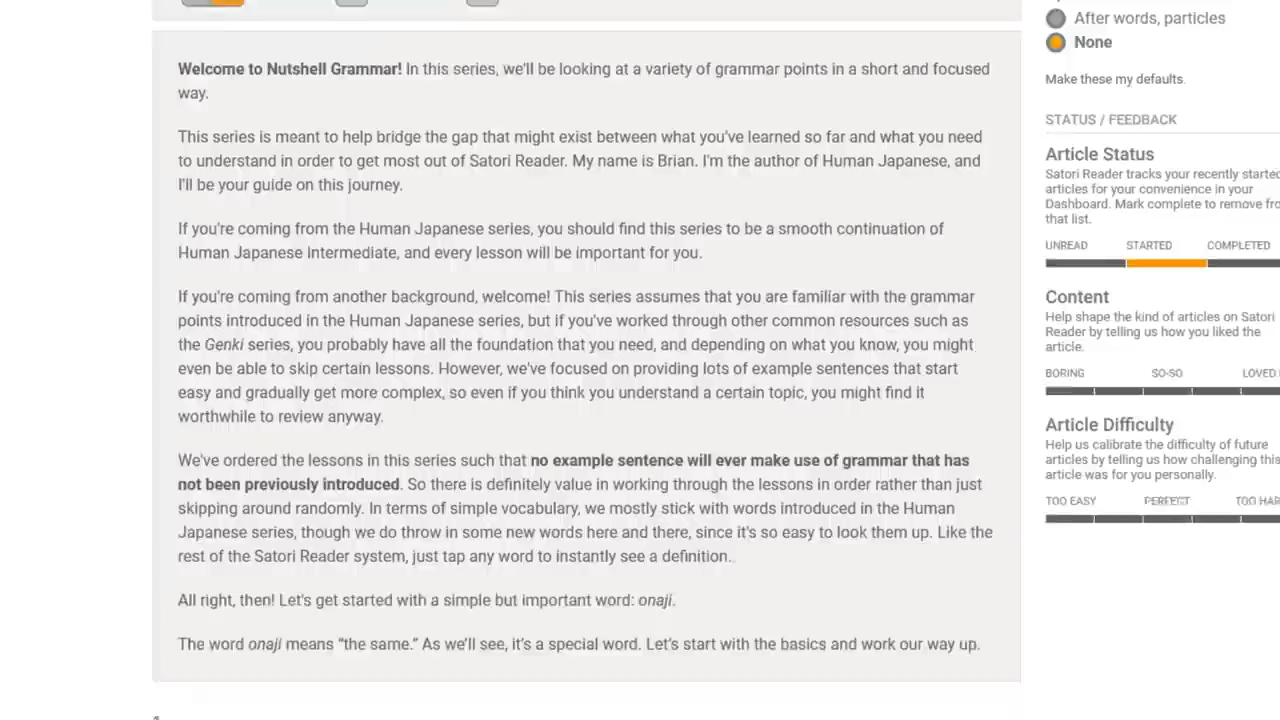 Welcome to Nutshell Grammar! In this series, we'll be looking at a variety of grammar points in a short and focused
way.
This series is meant to help bridge the gap that might exist between what you've learned so far and what you need
to understand in order to get most out of Satori Reader. My name is Brian. I'm the author of Human Japanese, and
I'll be your guide on this journey.
If you're coming from the Human Japanese series, you should find this series to be a smooth continuation of
Human Japanese Intermediate, and every lesson will be important for you.
If you're coming from another background, welcome! This series assumes that you are familiar with the grammar
points introduced in the Human Japanese series, but if you've worked through other common resources such as
the Genki series, you probably have all the foundation that you need, and depending on what you know, you might
even be able to skip certain lessons. However, we've focused on providing lots of example sentences that start
easy and gradually get more complex, so even if you think you understand a certain topic, you might find it
worthwhile to review anyway.
We've ordered the lessons in this series such that no example sentence will ever make use of grammar that has
not been previously introduced. So there is definitely value in working through the lessons in order rather than just
skipping around randomly. In terms of simple vocabulary, we mostly stick with words introduced in the Human
Japanese series, though we do throw in some new words here and there, since it's so easy to look them up. Like the
rest of the Satori Reader system, just tap any word to instantly see a definition.
All right, then! Let's get started with a simple but important word: onaji.
The word onaji means “the same.” As we’ll see, it’s a special word. Let's start with the basics and work our way up.
After words, particles
None
Make these my defaults.
STATUS / FEEDBACK
Article Status
Satori Reader tracks your recently started
articles for your convenience in your
Dashboard. Mark complete to remove
that list.
UNREAD STARTED COMPLETED
Content
Help shape the kind of articles on Satori
Reader by telling us how you liked the
article.
BORING SO-SO LOVED
Article Difficulty
Help us calibrate the difficulty of future
articles by telling us how challenging this
article was for you personally.
TOO EASY PERFECT TOO